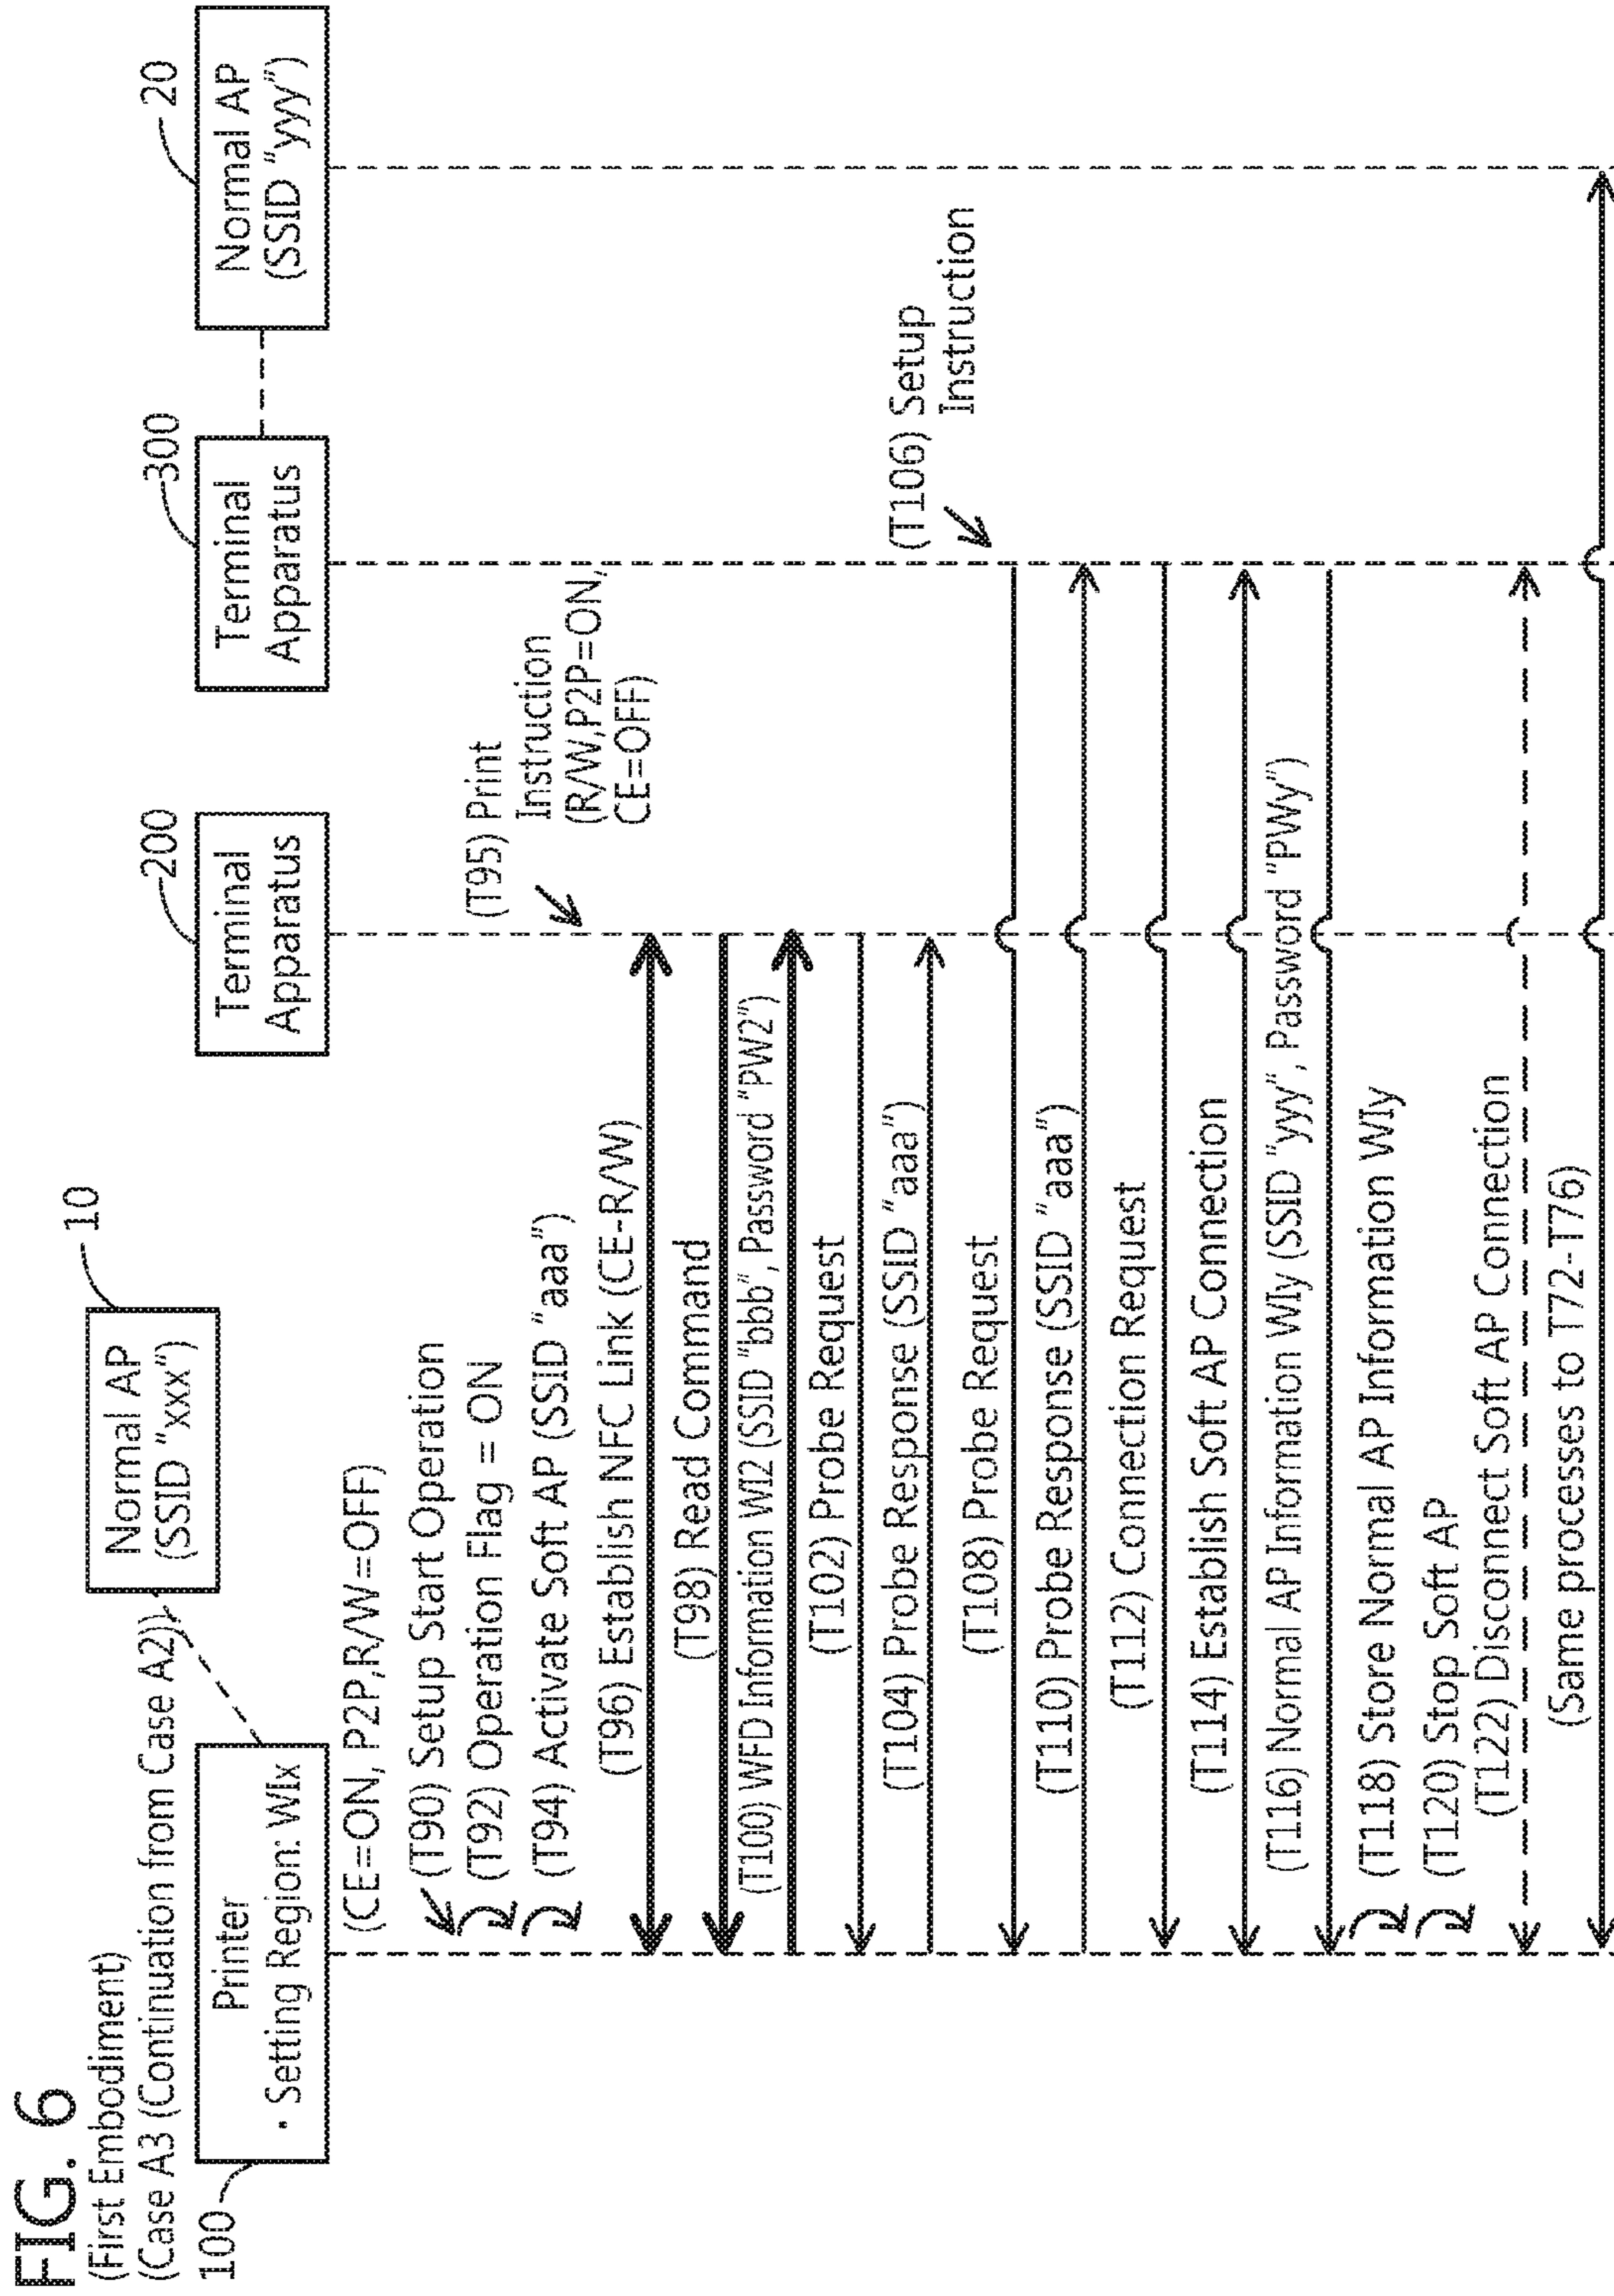 FIG. 6
(First Embodiment)
(Case A3 (Continuation from Case A2))
100
Printer
· Setting Region: WIx
10
Normal AP
(SSID "xxx")
200
Terminal
Apparatus
300
Terminal
Apparatus
20
Normal AP
(SSID "yyy")
(CE=ON, P2P,R/W=OFF)
(T90) Setup Start Operation
(T92) Operation Flag = ON
(T94) Activate Soft AP (SSID "aaa")
(T95) Print
Instruction
(R/W,P2P=ON,
CE=OFF)
(T96) Establish NFC Link (CE-R/W)
(T98) Read Command
(T100) WFD Information WI2 (SSID "bbb", Password "PW2")
(T102) Probe Request
(T104) Probe Response (SSID "aaa")
(T106) Setup
Instruction
(T108) Probe Request
(T110) Probe Response (SSID "aaa")
(T112) Connection Request
(T114) Establish Soft AP Connection
(T116) Normal AP Information WIy (SSID "yyy", Password "PWy")
(T118) Store Normal AP Information WIy
(T120) Stop Soft AP
(T122) Disconnect Soft AP Connection
(Same processes to T72-T76)